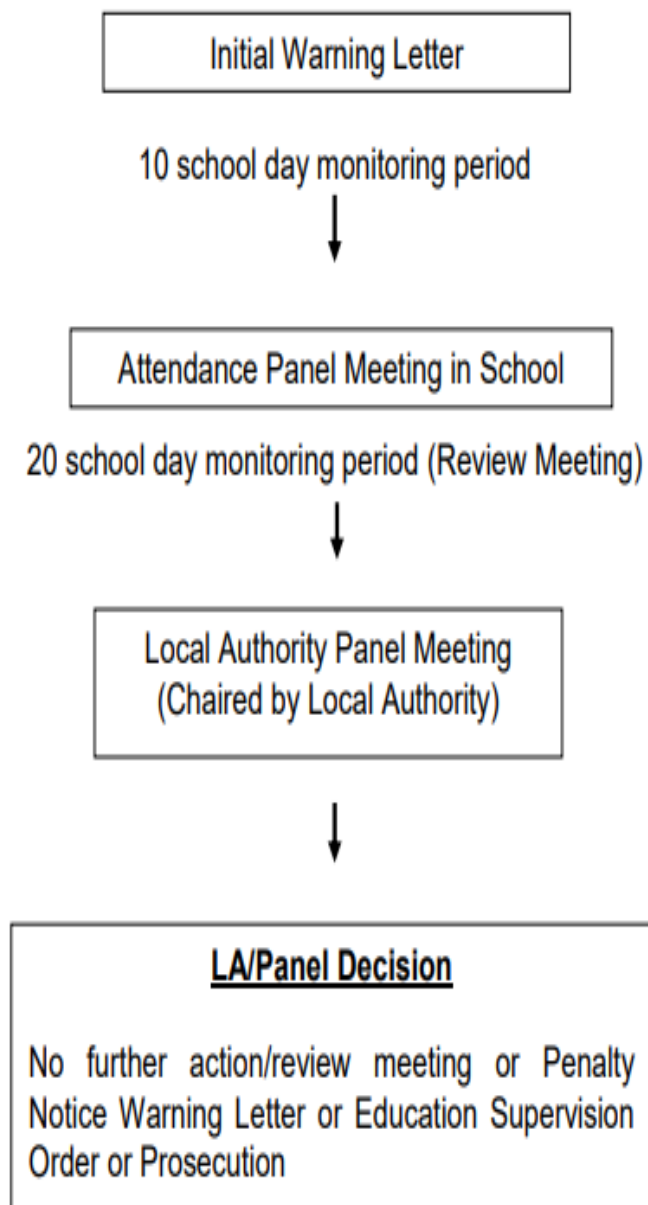 Initial Warning Letter
10 school day monitoring period
Attendance Panel Meeting in School
20 school day monitoring period (Review Meeting)
Local Authority Panel Meeting
(Chaired by Local Authority)
LA/Panel Decision
No further action/review meeting or Penalty
Notice Warning Letter or Education Supervision
Order or Prosecution